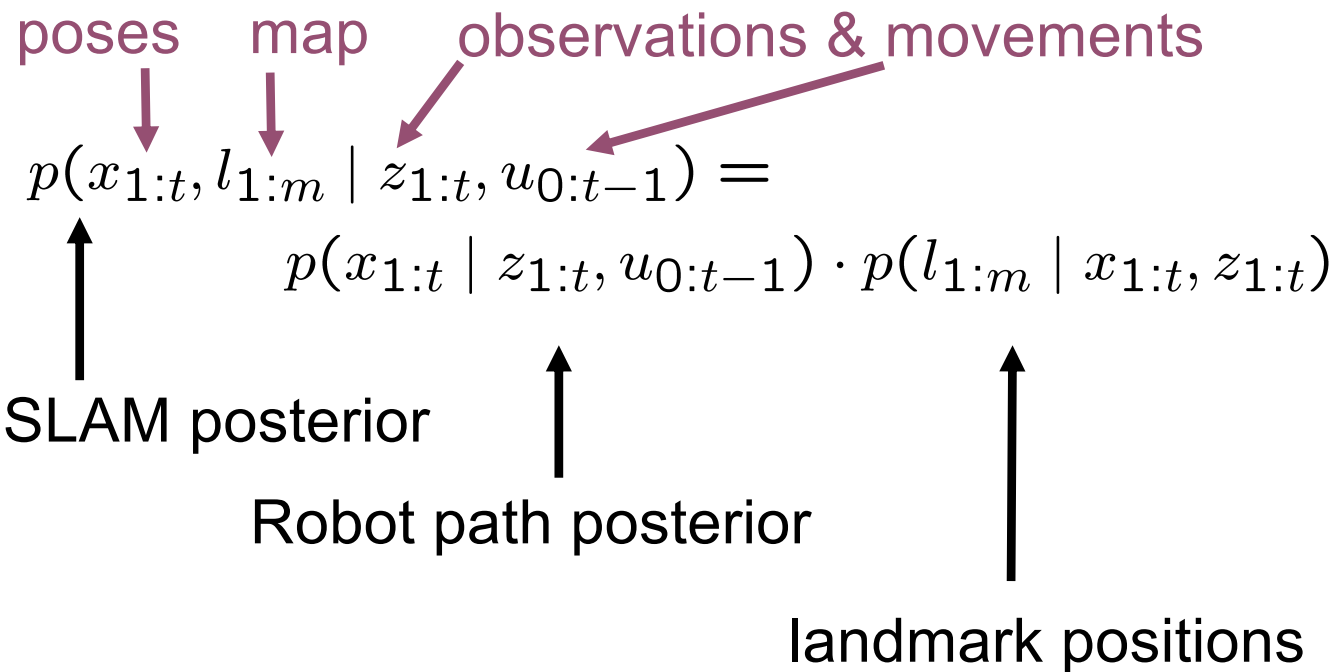 poses map observations & movements
p(x_{1:t}, l_{1:m} | z_{1:t}, u_{0:t−1}) =
p(x_{1:t} | z_{1:t}, u_{0:t−1}) · p(l_{1:m} | x_{1:t}, z_{1:t})
SLAM posterior
Robot path posterior
landmark positions